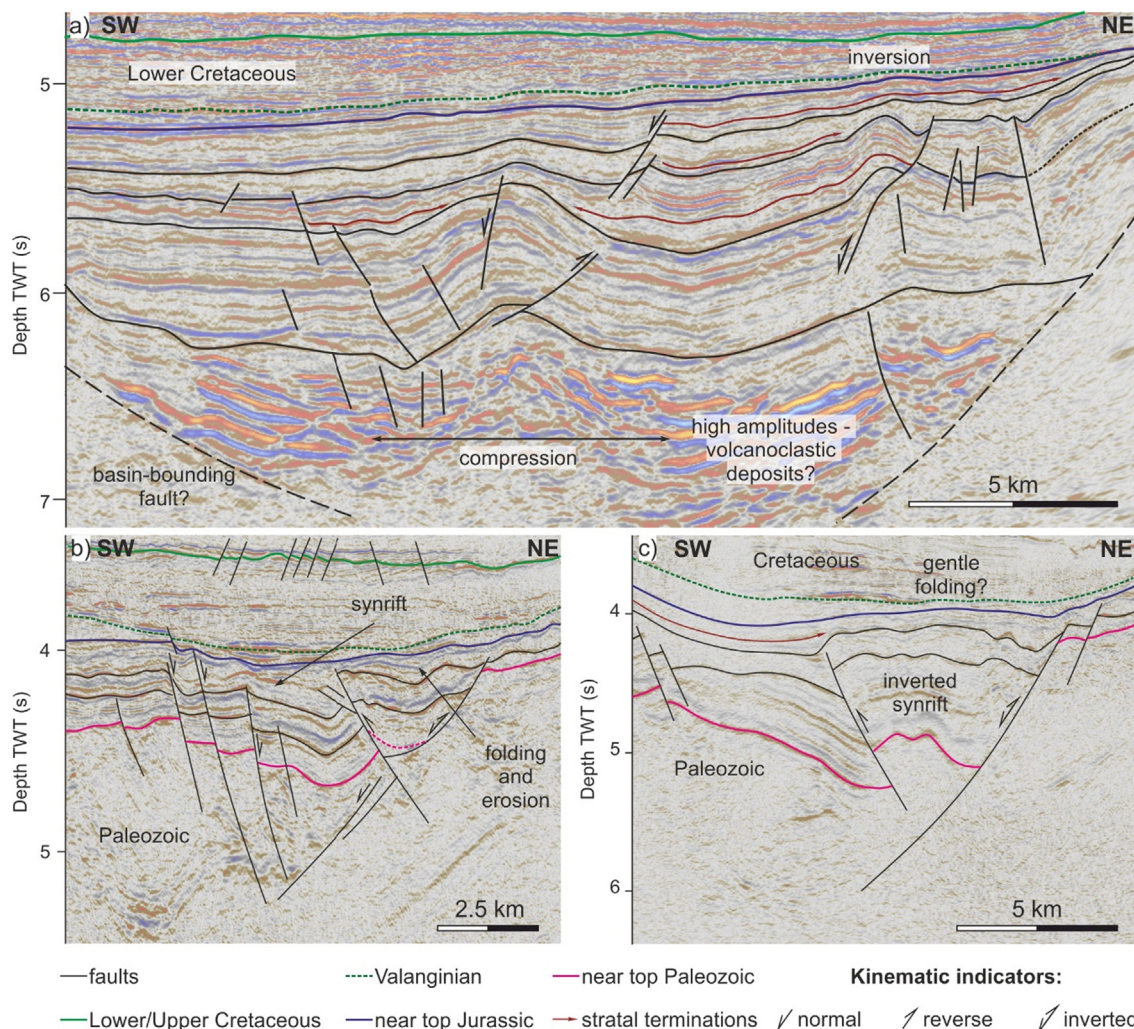 a) SW
NE
Lower Cretaceous
inversion
5
6
7
Depth TWT (s)
high amplitudes -
volcanoclastic
deposits?
compression
basin-bounding
fault?
5 km
b) SW
NE
synrift
4
5
Depth TWT (s)
folding
and
erosion
Paleozoic
2.5 km
c) SW
NE
Cretaceous
gentle
folding?
4
5
6
Depth TWT (s)
inverted
synrift
Paleozoic
5 km
faults
Valanginian
near top Paleozoic
Kinematic indicators:
Lower/Upper Cretaceous
near top Jurassic
stratal terminations
normal
reverse
inverted